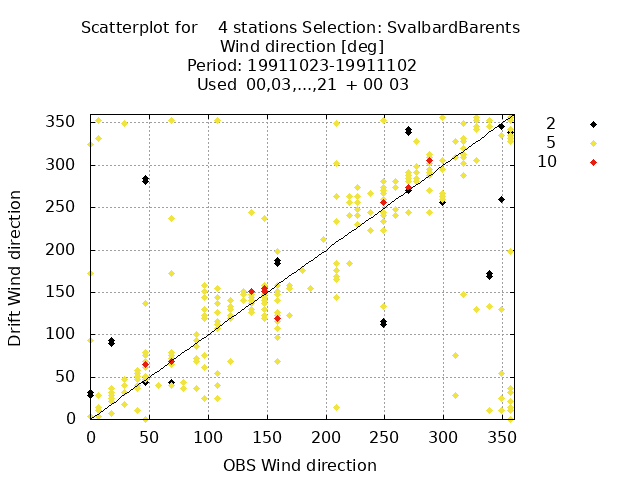 Scatterplot for 4 stations Selection: SvalbardBarents
Wind direction [deg]
Period: 19911023-19911102
Used 00,03,...,21 + 00 03
2
5
10
350
300
250
200
150
100
50
0
Drift Wind direction
0 50 100 150 200 250 300 350
OBS Wind direction